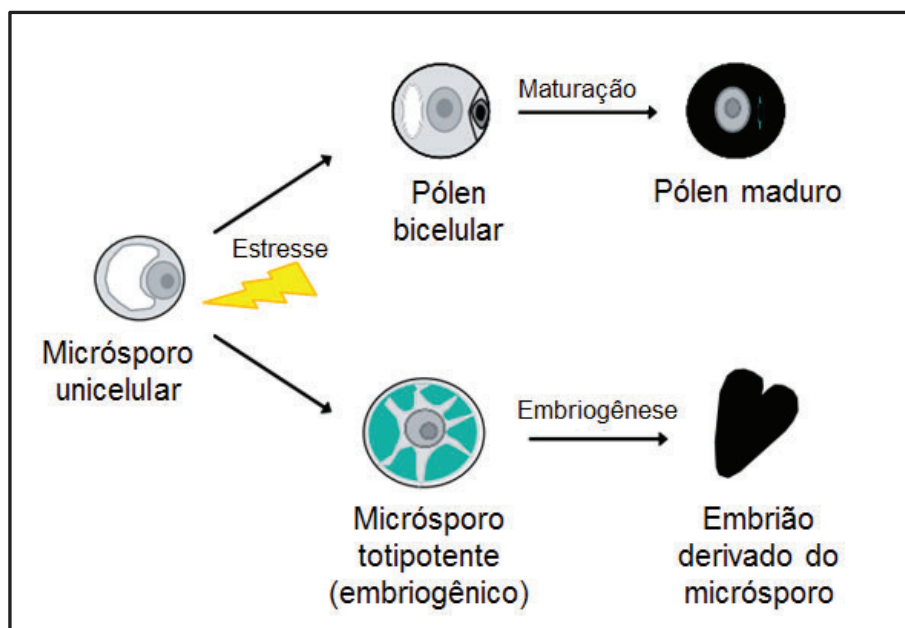 Maturação
Pólen
bicelular
Pólen maduro
Estresse
Micrósporo
unicelular
Embriogênese
Micrósporo
totipotente
(embriogênico)
Embrião
derivado do
micrósporo